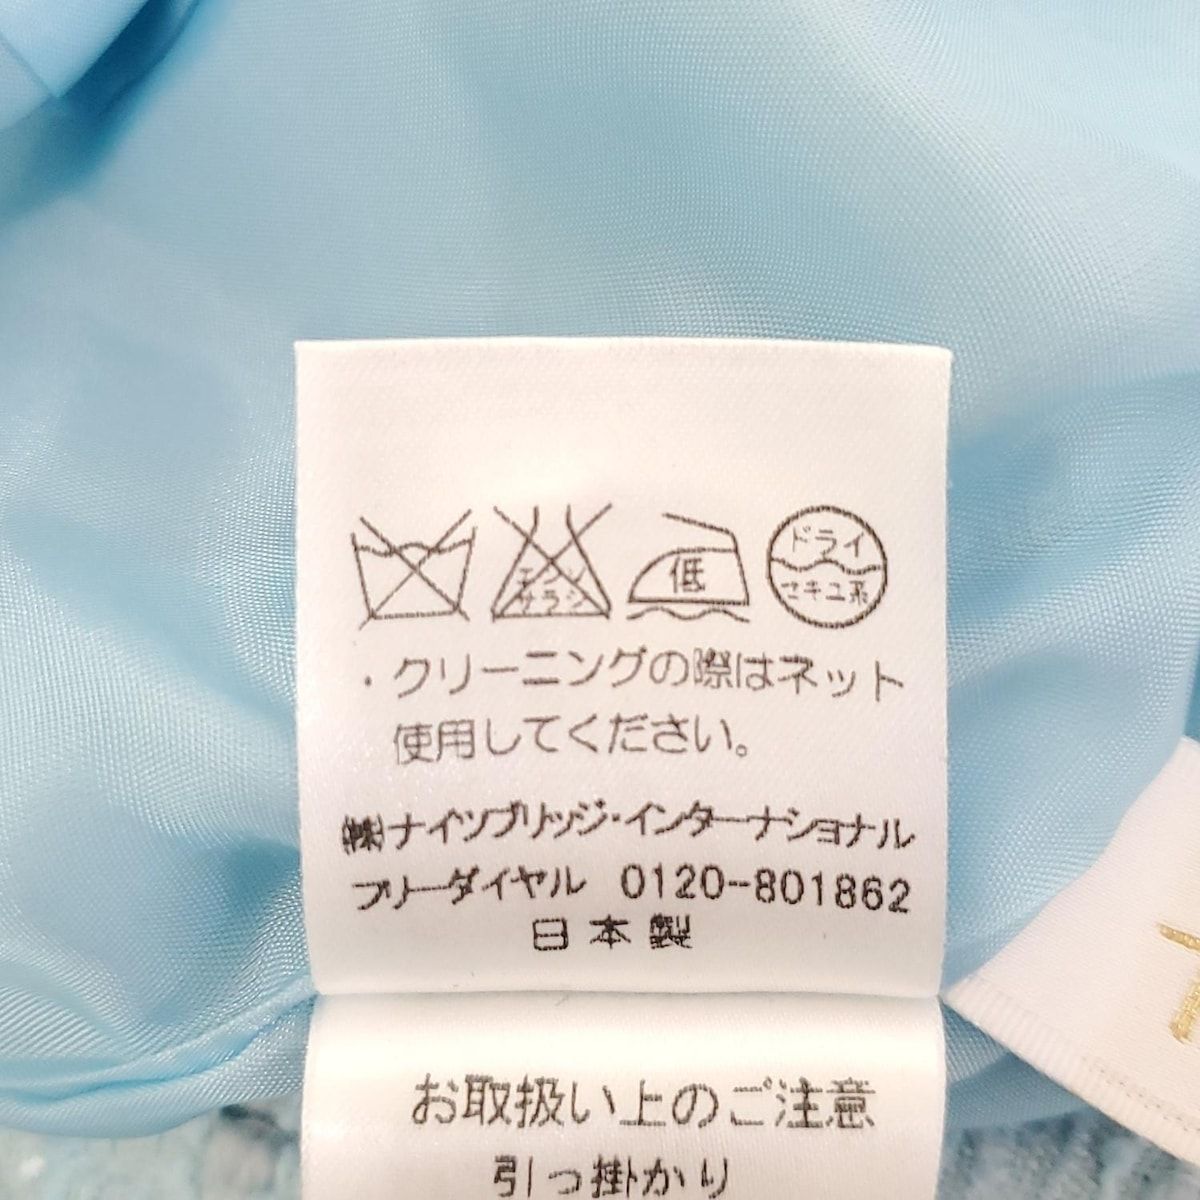 エンソ
サラシ
低
ドライ
セキユ系
・クリーニングの際はネット
使用してください。
㈱ナイツブリッジ・インターナショナル
フリーダイヤル 0120-801862
日本製
お取扱い上のご注意
引っ掛かり